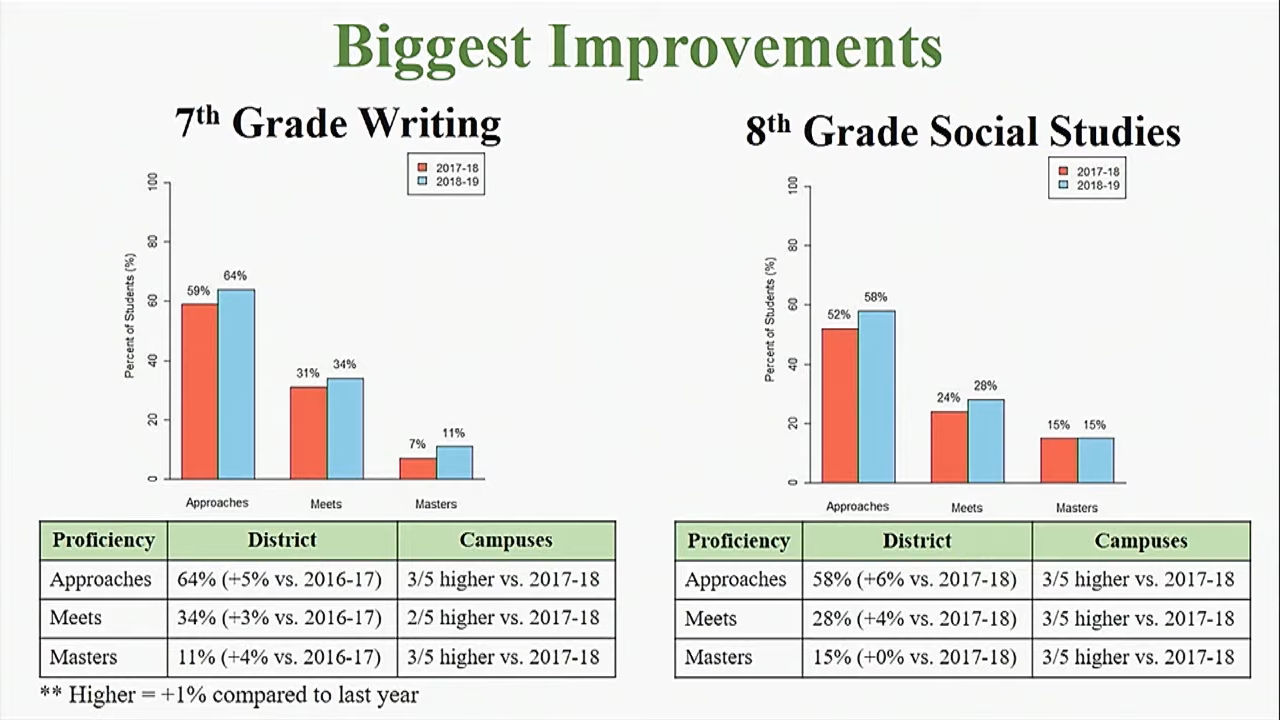 Biggest Improvements
7th Grade Writing
2017-18
2018-19
Percent of Students (%)
100
80
60
40
20
0
59%
64%
31%
34%
7%
11%
Approaches
Meets
Masters
Proficiency District Campuses
Approaches 64% (+5% vs. 2016-17) 3/5 higher vs. 2017-18
Meets 34% (+3% vs. 2016-17) 2/5 higher vs. 2017-18
Masters 11% (+4% vs. 2016-17) 3/5 higher vs. 2017-18
** Higher = +1% compared to last year
8th Grade Social Studies
2017-18
2018-19
Percent of Students (%)
100
80
60
40
20
0
52%
58%
24%
28%
15%
15%
Approaches
Meets
Masters
Proficiency District Campuses
Approaches 58% (+6% vs. 2017-18) 3/5 higher vs. 2017-18
Meets 28% (+4% vs. 2017-18) 3/5 higher vs. 2017-18
Masters 15% (+0% vs. 2017-18) 3/5 higher vs. 2017-18